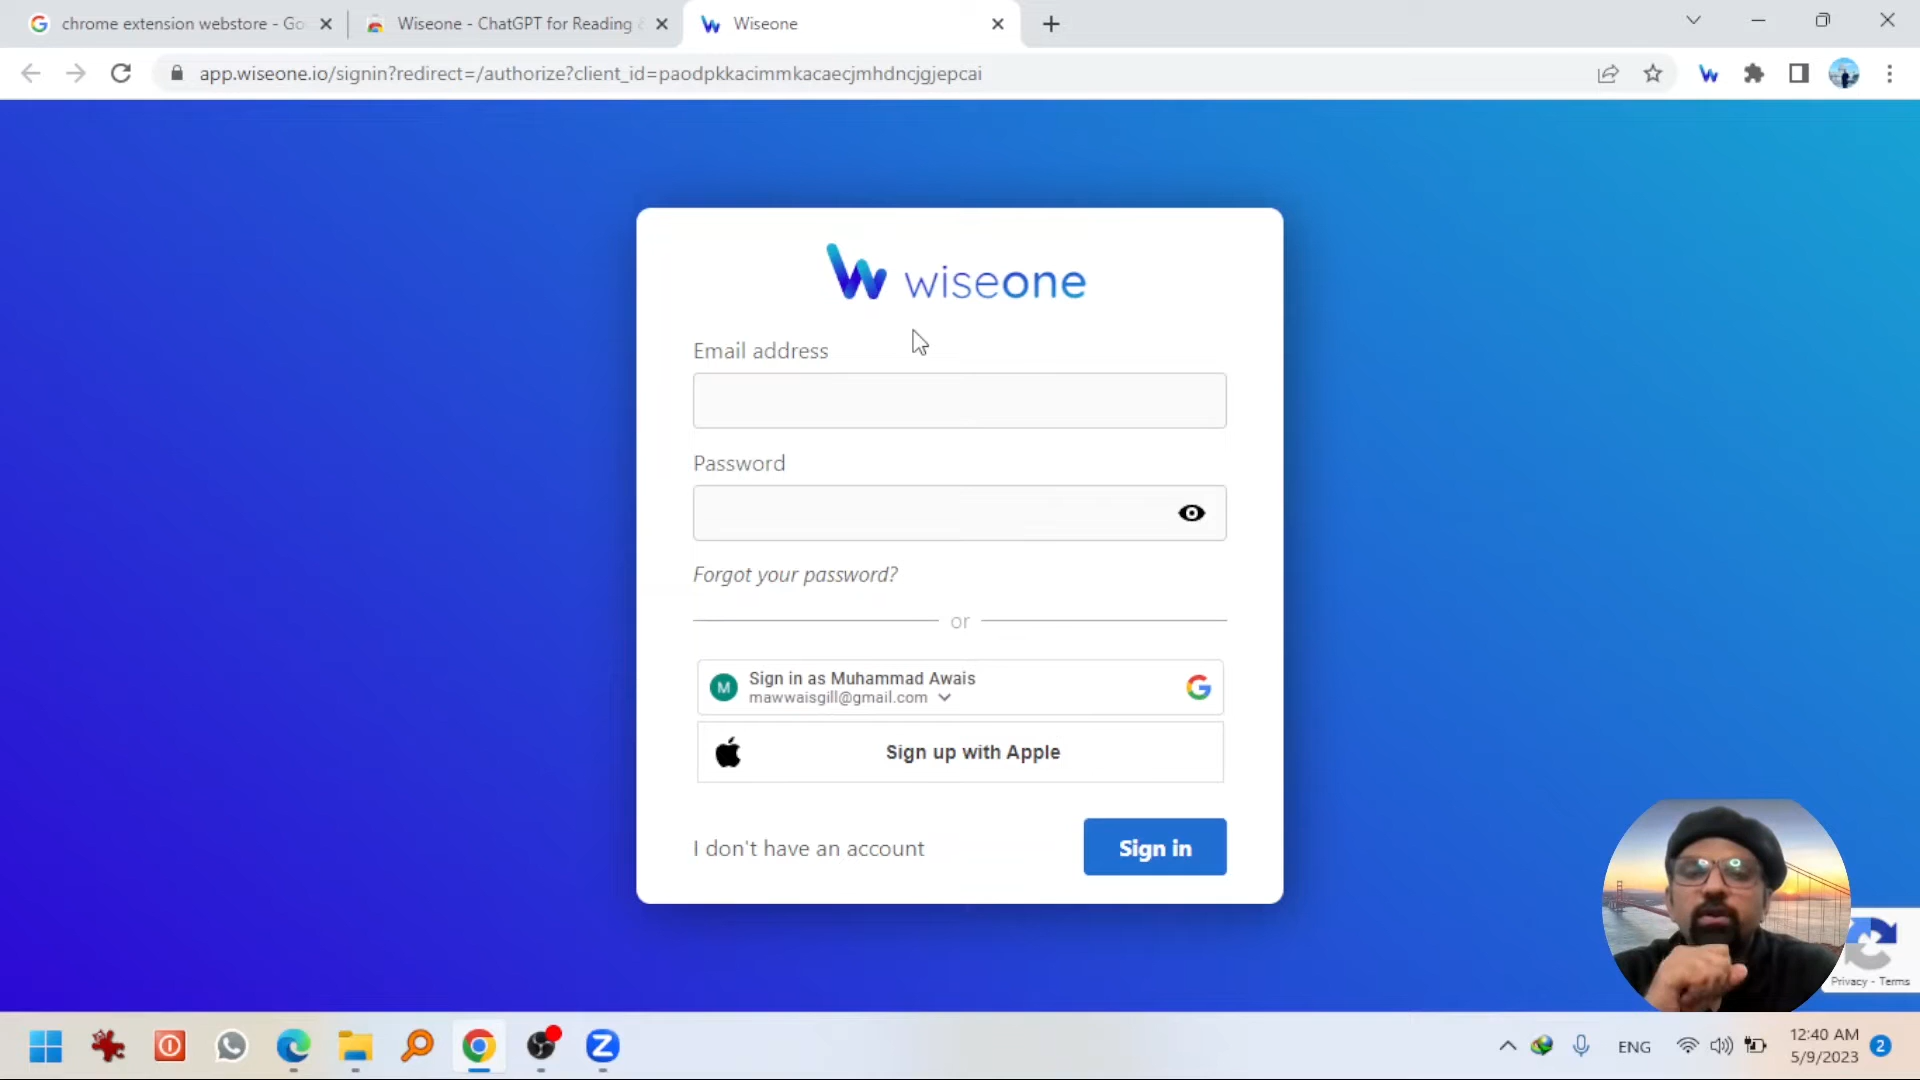 chrome extension webstore - Go
Wiseone - ChatGPT for Reading &
Wiseone
app.wiseone.io/signin?redirect=/authorize?client_id=paodpkkacimmkacaecjmhdncjgjepcai
wiseone
Email address
Password
Forgot your password?
or
Sign in as Muhammad Awais
mawwaisgill@gmail.com
M
Sign up with Apple
I don't have an account
Sign in
Privacy - Terms
ENG
12:40 AM
5/9/2023
2